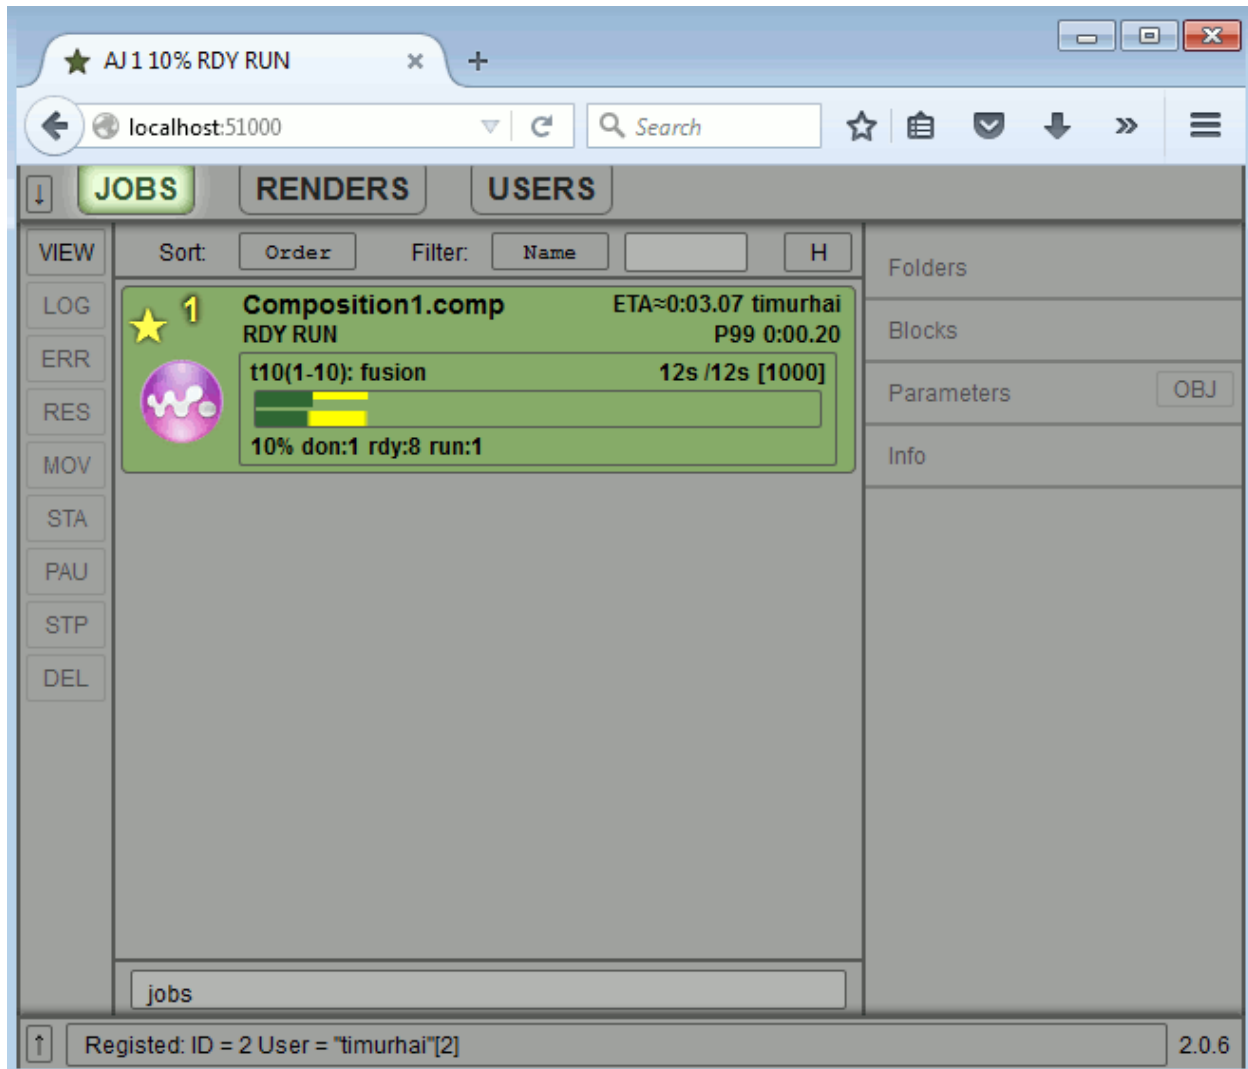 AJ 1 10% RDY RUN
localhost:51000
Search
JOBS RENDERS USERS
VIEW
LOG
ERR
RES
MOV
STA
PAU
STP
DEL
Sort: Order Filter: Name H
1 Composition1.comp ETA≈0:03.07 timurhai
RDY RUN P99 0:00.20
t10(1-10): fusion 12s /12s [1000]
10% don:1 rdy:8 run:1
Folders
Blocks
Parameters OBJ
Info
jobs
Registed: ID = 2 User = "timurhai"[2] 2.0.6